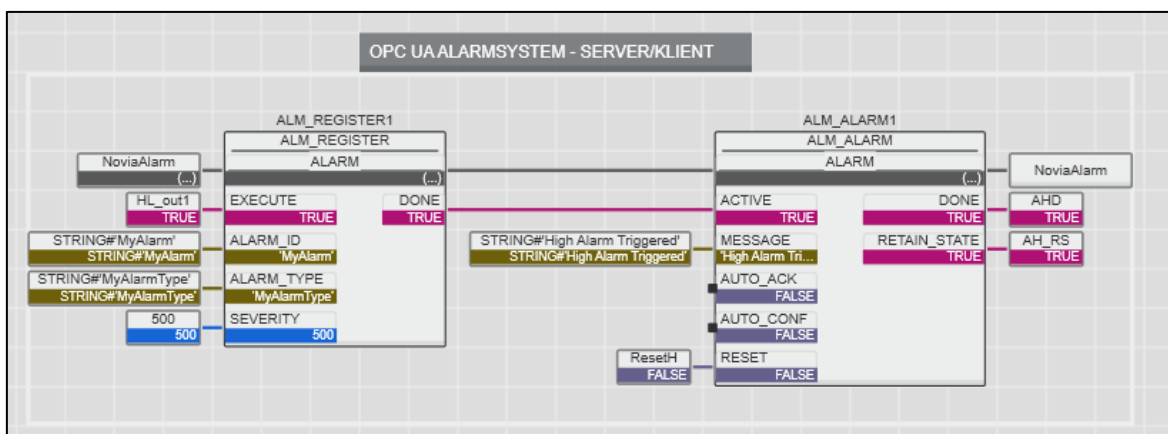 OPC UA ALARMSYSTEM - SERVER/KLIENT
ALM_REGISTER1
ALM_REGISTER
NoviaAlarm
(...)
ALARM
(...)
HL_out1
TRUE
EXECUTE
TRUE
DONE
TRUE
STRING#'MyAlarm'
STRING#'MyAlarm'
ALARM_ID
'MyAlarm'
STRING#'MyAlarmType'
STRING#'MyAlarmType'
ALARM_TYPE
'MyAlarmType'
500
500
SEVERITY
500
ALM_ALARM1
ALM_ALARM
ALARM
(...)
NoviaAlarm
ACTIVE
TRUE
DONE
TRUE
AHD
TRUE
STRING#'High Alarm Triggered'
STRING#'High Alarm Triggered'
MESSAGE
'High Alarm Tri...
RETAIN_STATE
TRUE
AH_RS
TRUE
AUTO_ACK
FALSE
AUTO_CONF
FALSE
ResetH
FALSE
RESET
FALSE